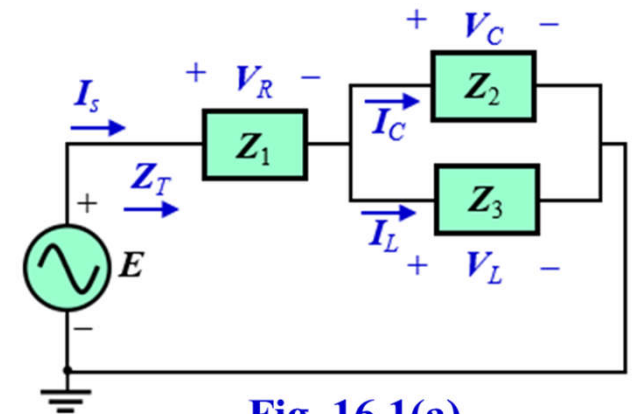 + V_C −
Z_2
I_s
+ V_R −
I_C
Z_1
Z_T
Z_3
+
I_L
E
+ V_L −
−
Fig. 16.1(a)